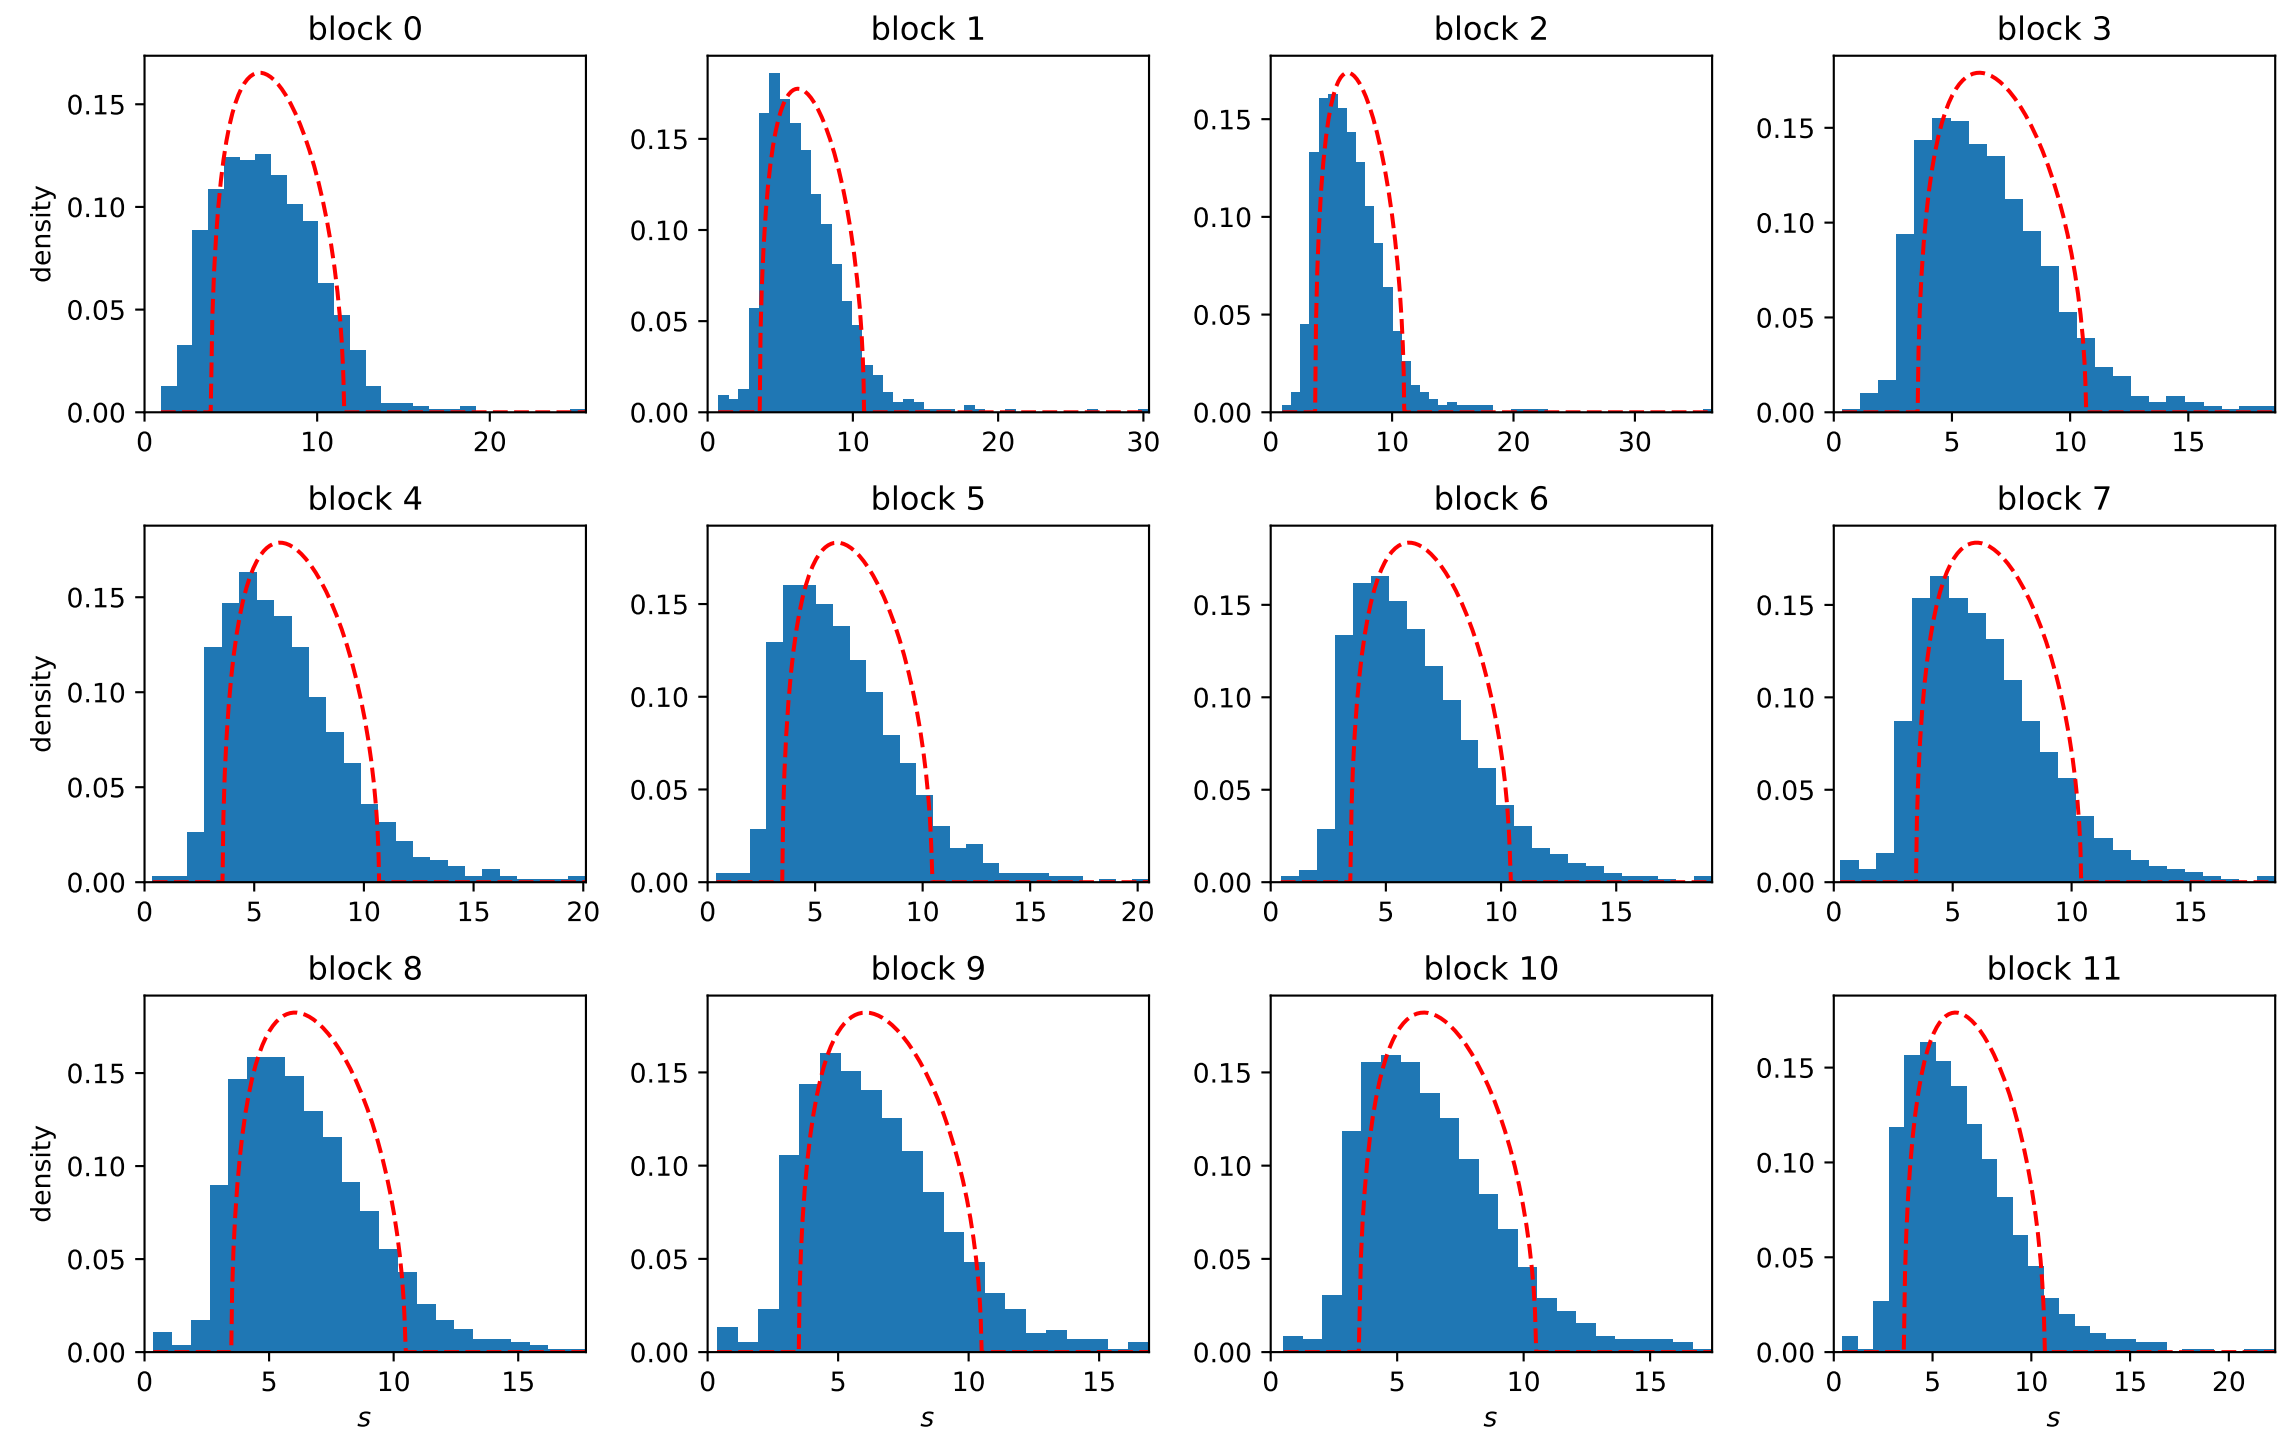 block 0 block 1 block 2 block 3
density
0.15 0.15 0.15 0.15
0.10 0.10 0.10 0.10
0.05 0.05 0.05 0.05
0.00 0.00 0.00 0.00
0 10 20 0 10 20 30 0 10 20 30 0 5 10 15
block 4 block 5 block 6 block 7
density
0.15 0.15 0.15 0.15
0.10 0.10 0.10 0.10
0.05 0.05 0.05 0.05
0.00 0.00 0.00 0.00
0 5 10 15 20 0 5 10 15 20 0 5 10 15 0 5 10 15
block 8 block 9 block 10 block 11
density
0.15 0.15 0.15 0.15
0.10 0.10 0.10 0.10
0.05 0.05 0.05 0.05
0.00 0.00 0.00 0.00
0 5 10 15 0 5 10 15 0 5 10 15 0 5 10 15 20
s s s s